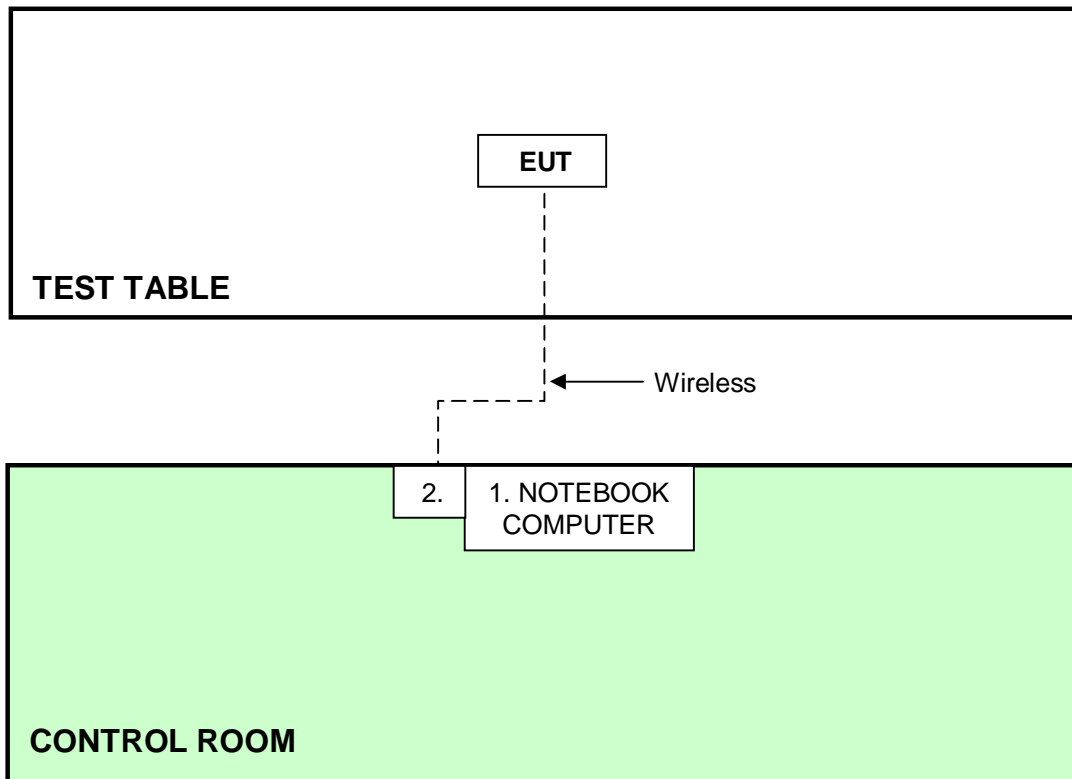 EUT
TEST TABLE
Wireless
2.
1. NOTEBOOK
COMPUTER
CONTROL ROOM